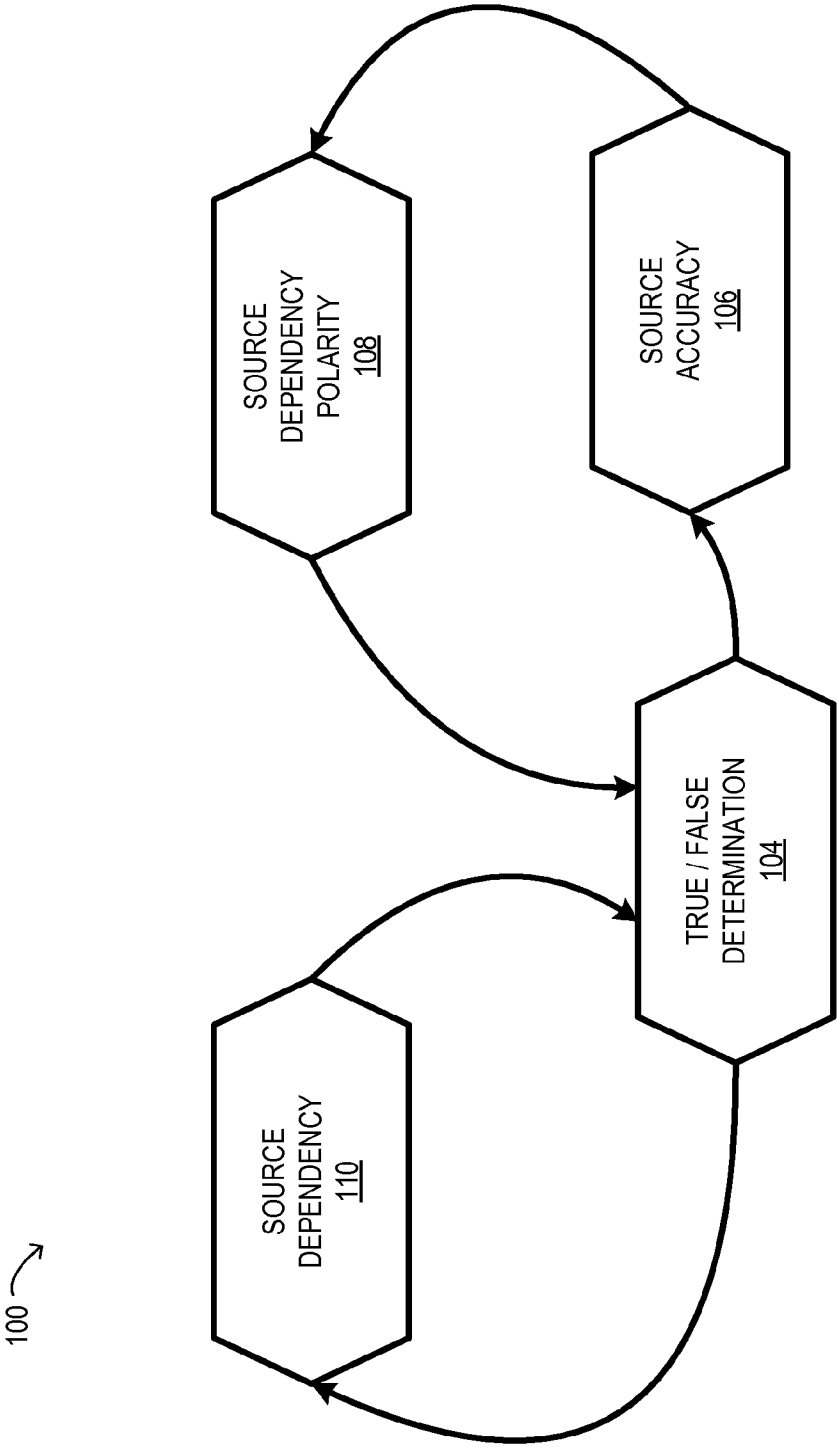 100
SOURCE
DEPENDENCY
110
SOURCE
DEPENDENCY
POLARITY
108
TRUE / FALSE
DETERMINATION
104
SOURCE
ACCURACY
106